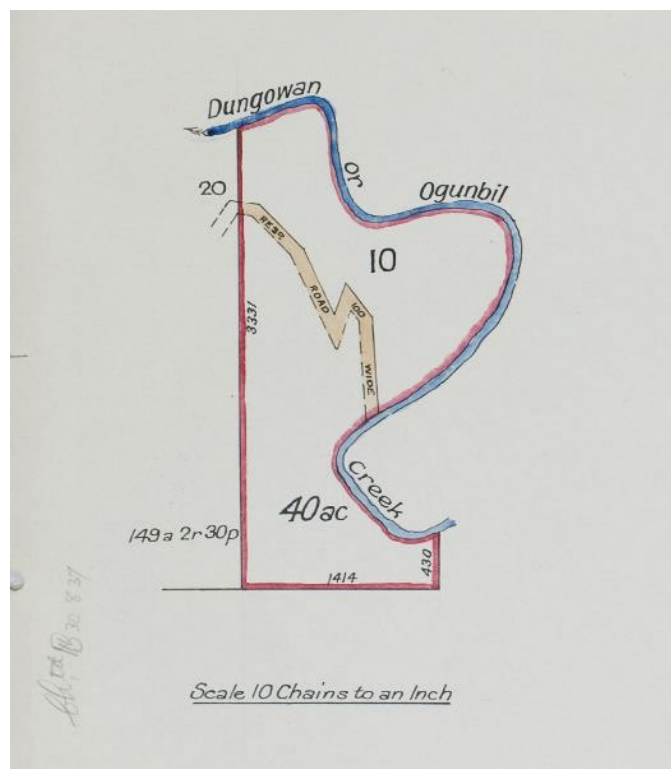 Dungowan
or
Ogunbil
20
10
ROAD
100
WIDE
3331
Creek
40ac
149a 2r 30p
430
1414
Scale 10 Chains to an Inch